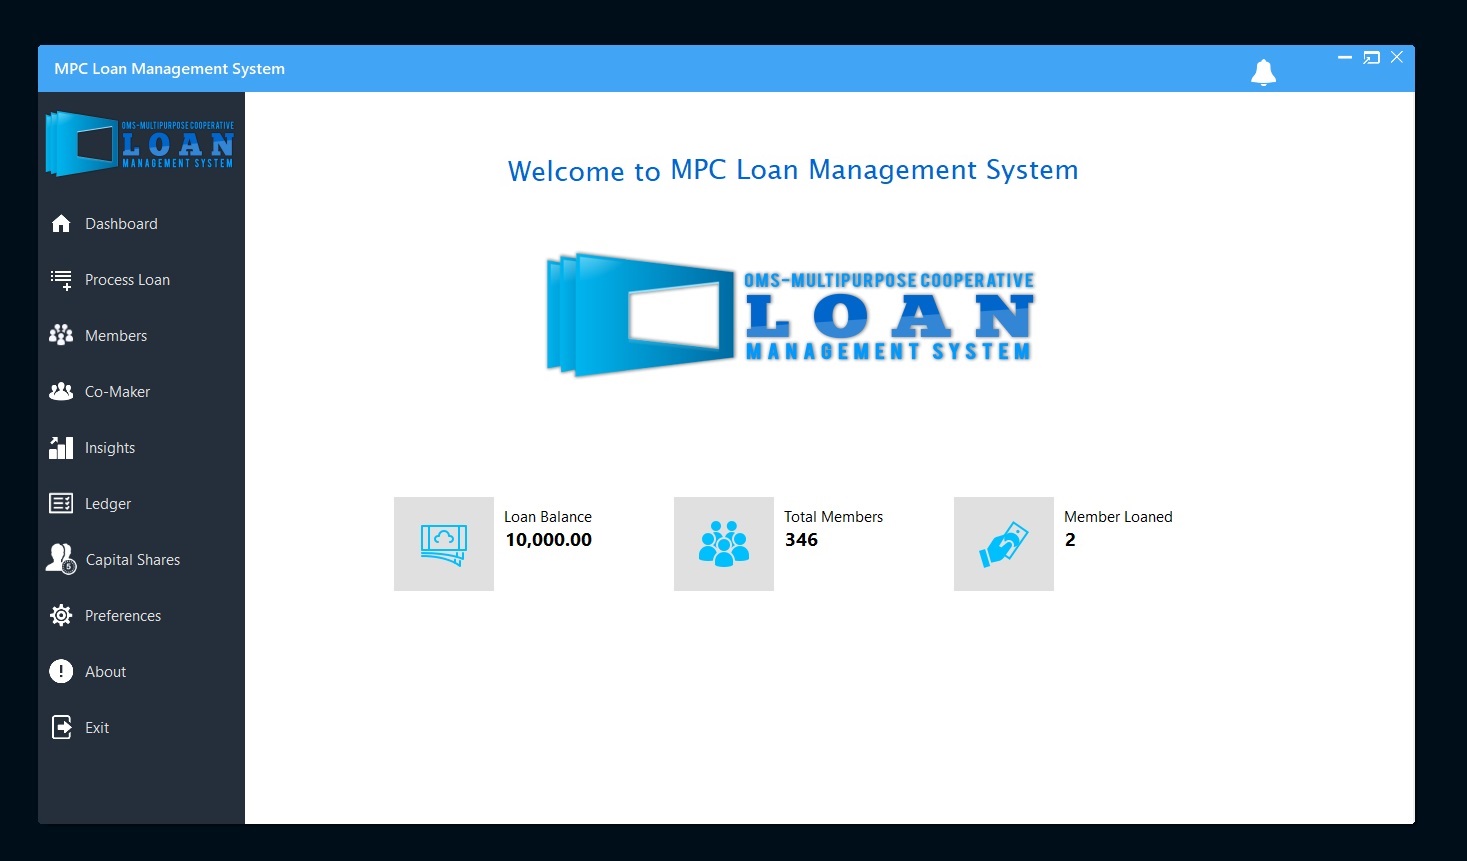 MPC Loan Management System
OMS-MULTIPURPOSE COOPERATIVE
LOAN
MANAGEMENT SYSTEM
Dashboard
Process Loan
Members
Co-Maker
Insights
Ledger
Capital Shares
Preferences
About
Exit
Welcome to MPC Loan Management System
OMS-MULTIPURPOSE COOPERATIVE
LOAN
MANAGEMENT SYSTEM
Loan Balance
10,000.00
Total Members
346
Member Loaned
2